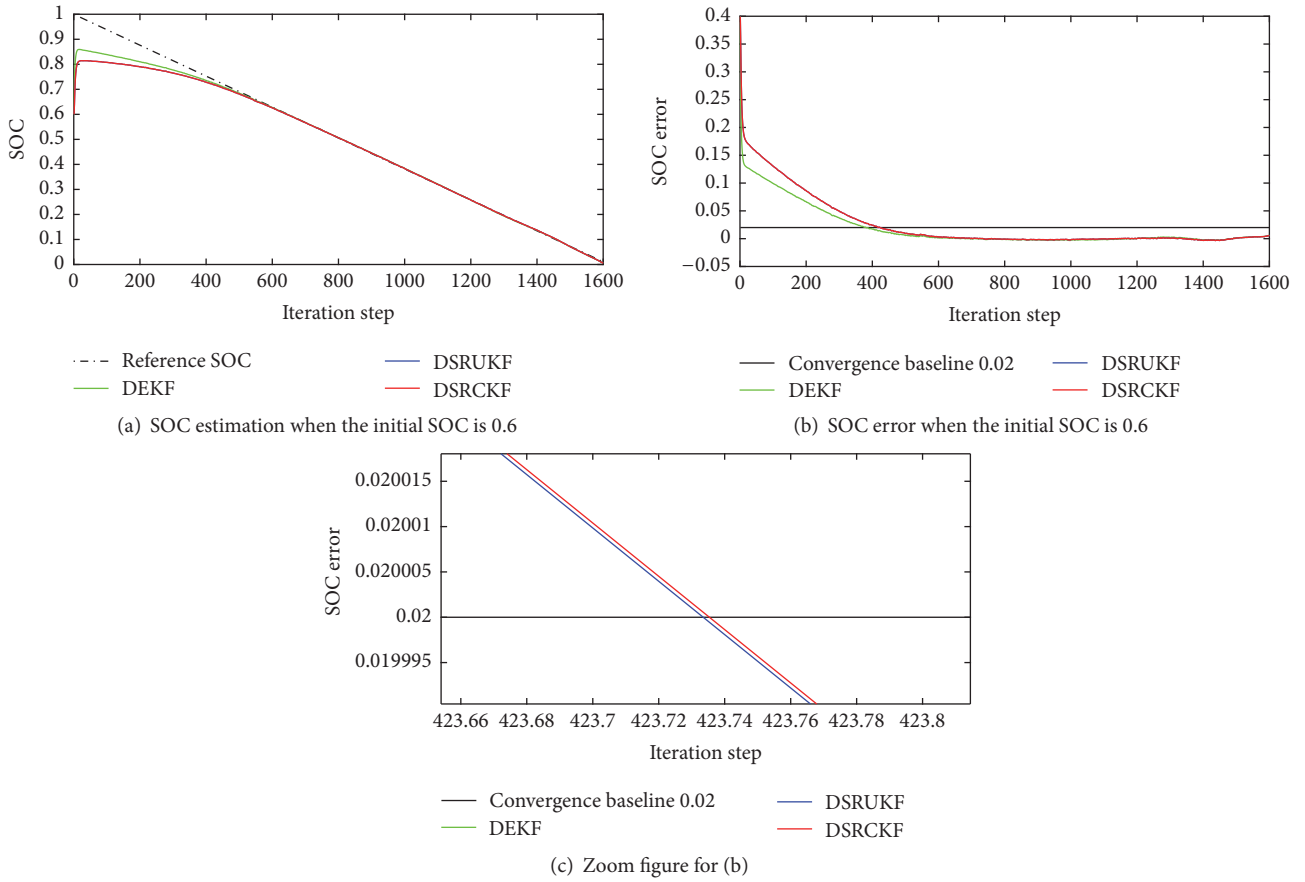 1
0.9
0.8
0.7
0.6
0.5
0.4
0.3
0.2
0.1
0
SOC
0 200 400 600 800 1000 1200 1400 1600
Iteration step
Reference SOC
DEKF
DSRUKF
DSRCKF
(a) SOC estimation when the initial SOC is 0.6
0.4
0.35
0.3
0.25
0.2
0.15
0.1
0.05
0
−0.05
SOC error
0 200 400 600 800 1000 1200 1400 1600
Iteration step
Convergence baseline 0.02
DEKF
DSRUKF
DSRCKF
(b) SOC error when the initial SOC is 0.6
0.020015
0.02001
0.020005
0.02
0.019995
SOC error
423.66 423.68 423.7 423.72 423.74 423.76 423.78 423.8
Iteration step
Convergence baseline 0.02
DEKF
DSRUKF
DSRCKF
(c) Zoom figure for (b)